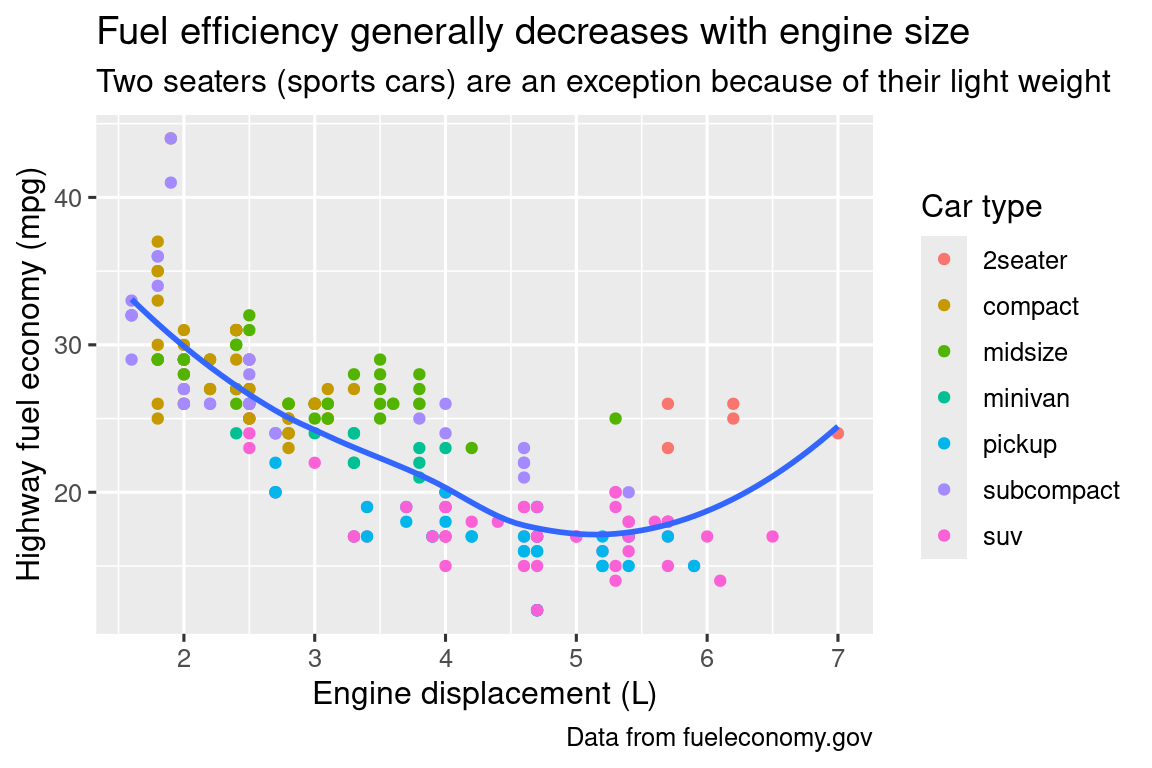 Fuel efficiency generally decreases with engine size
Two seaters (sports cars) are an exception because of their light weight
Highway fuel economy (mpg)
40
30
20
2 3 4 5 6 7
Engine displacement (L)
Car type
2seater
compact
midsize
minivan
pickup
subcompact
suv
Data from fueleconomy.gov